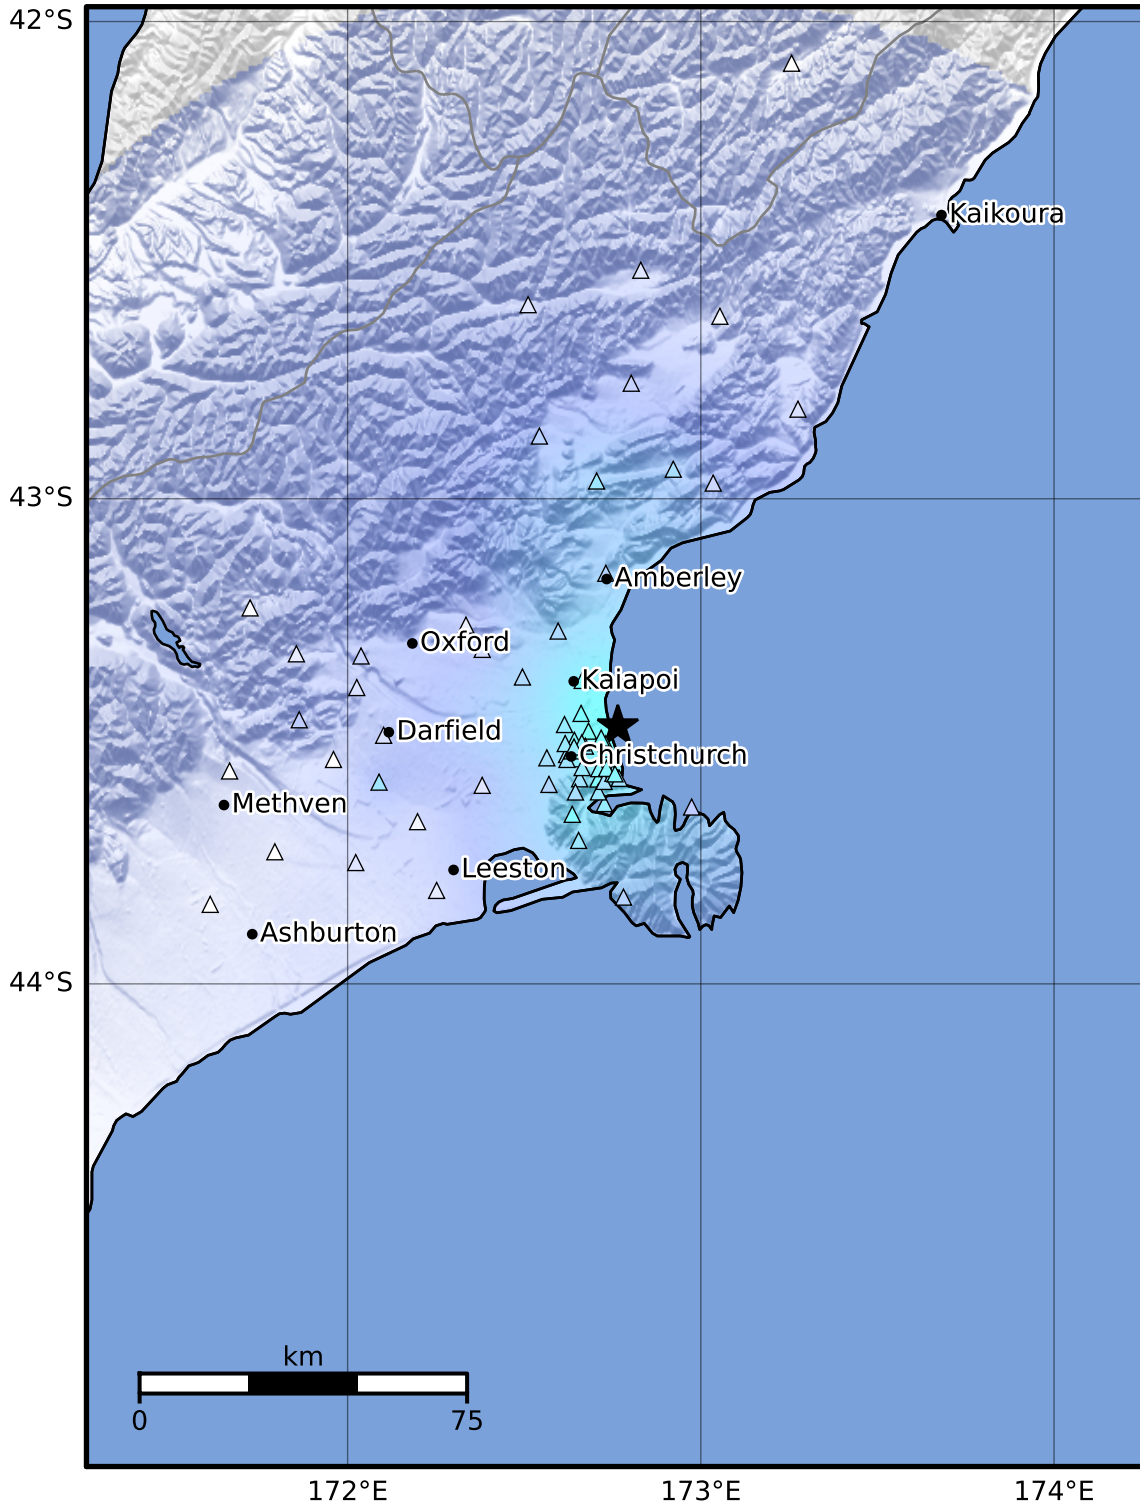 42°S
Kaikoura
43°S
Amberley
Oxford
Kaiapoi
Darfield
Christchurch
Methven
Leeston
Ashburton
44°S
km
0 75
172°E 173°E 174°E